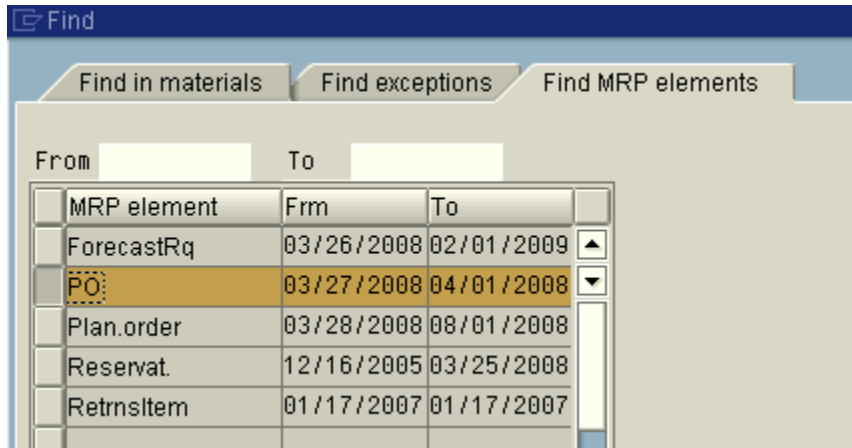 Find
Find in materials Find exceptions Find MRP elements
From To
MRP element Frm To
ForecastRq 03/26/2008 02/01/2009
PO 03/27/2008 04/01/2008
Plan.order 03/28/2008 08/01/2008
Reservat. 12/16/2005 03/25/2008
RetrnsItem 01/17/2007 01/17/2007